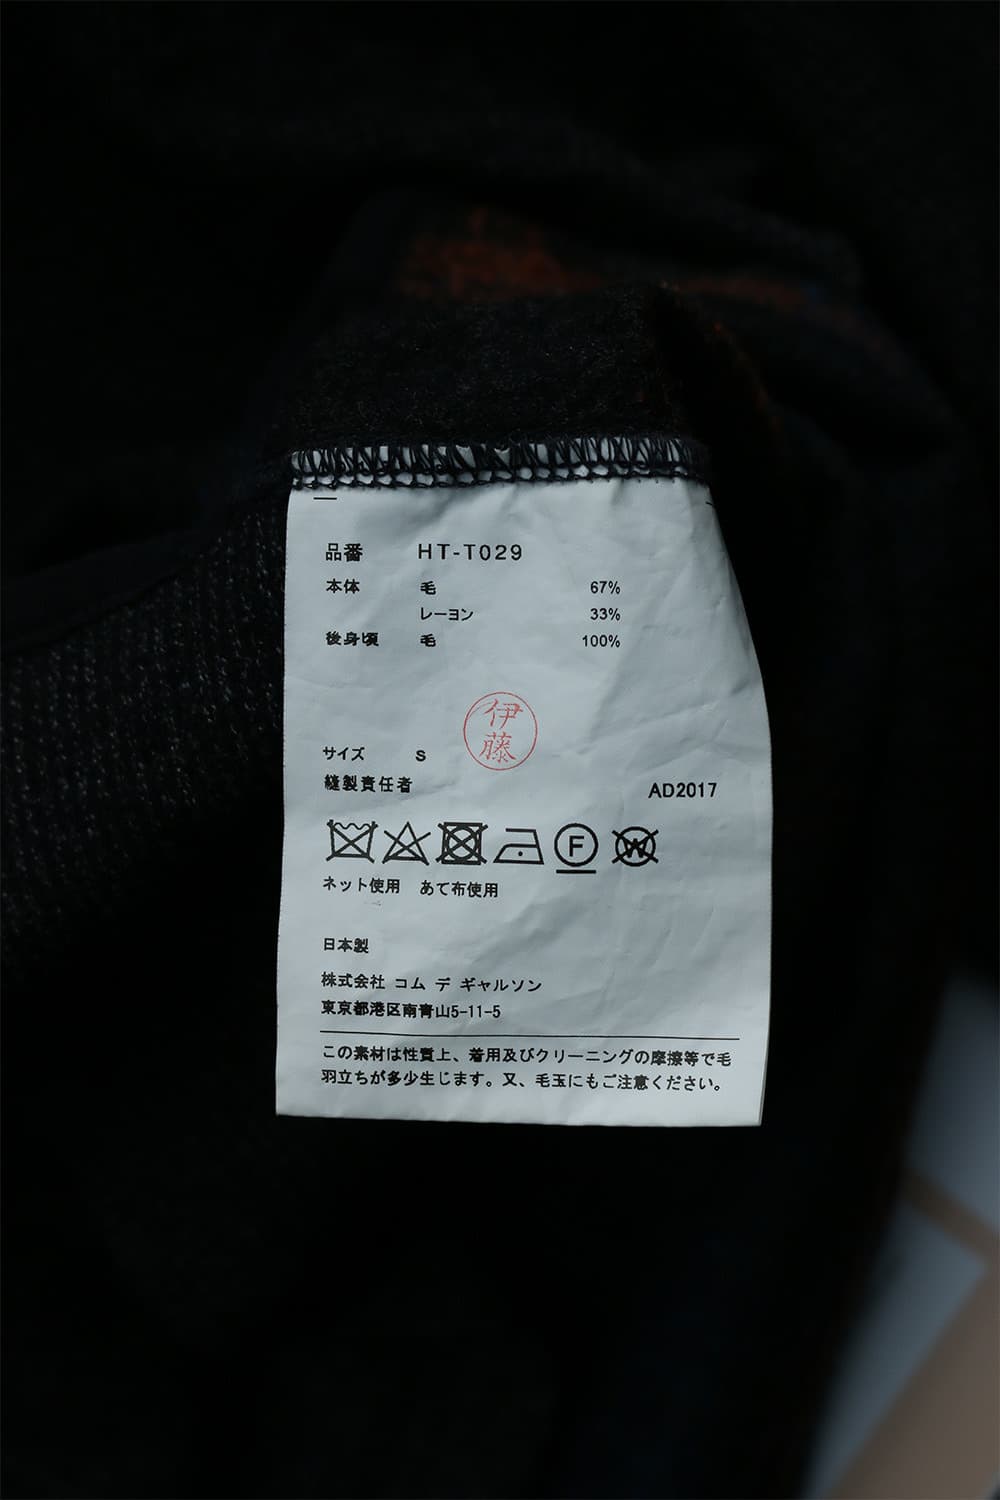 品番 HT-T029
本体 毛 67%
レーヨン 33%
後身頃 毛 100%
伊
藤
サイズ S
縫製責任者 AD2017
F W
ネット使用 あて布使用
日本製
株式会社 コム デ ギャルソン
東京都港区南青山5-11-5
この素材は性質上、着用及びクリーニングの摩擦等で毛
羽立ちが多少生じます。又、毛玉にもご注意ください。